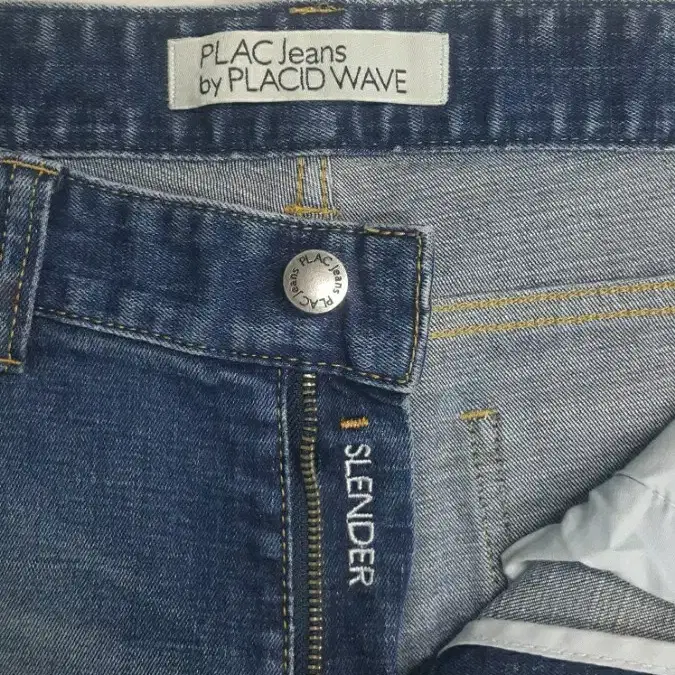 PLAC Jeans
by PLACID WAVE
PLAC Jeans PLAC Jeans
SLENDER